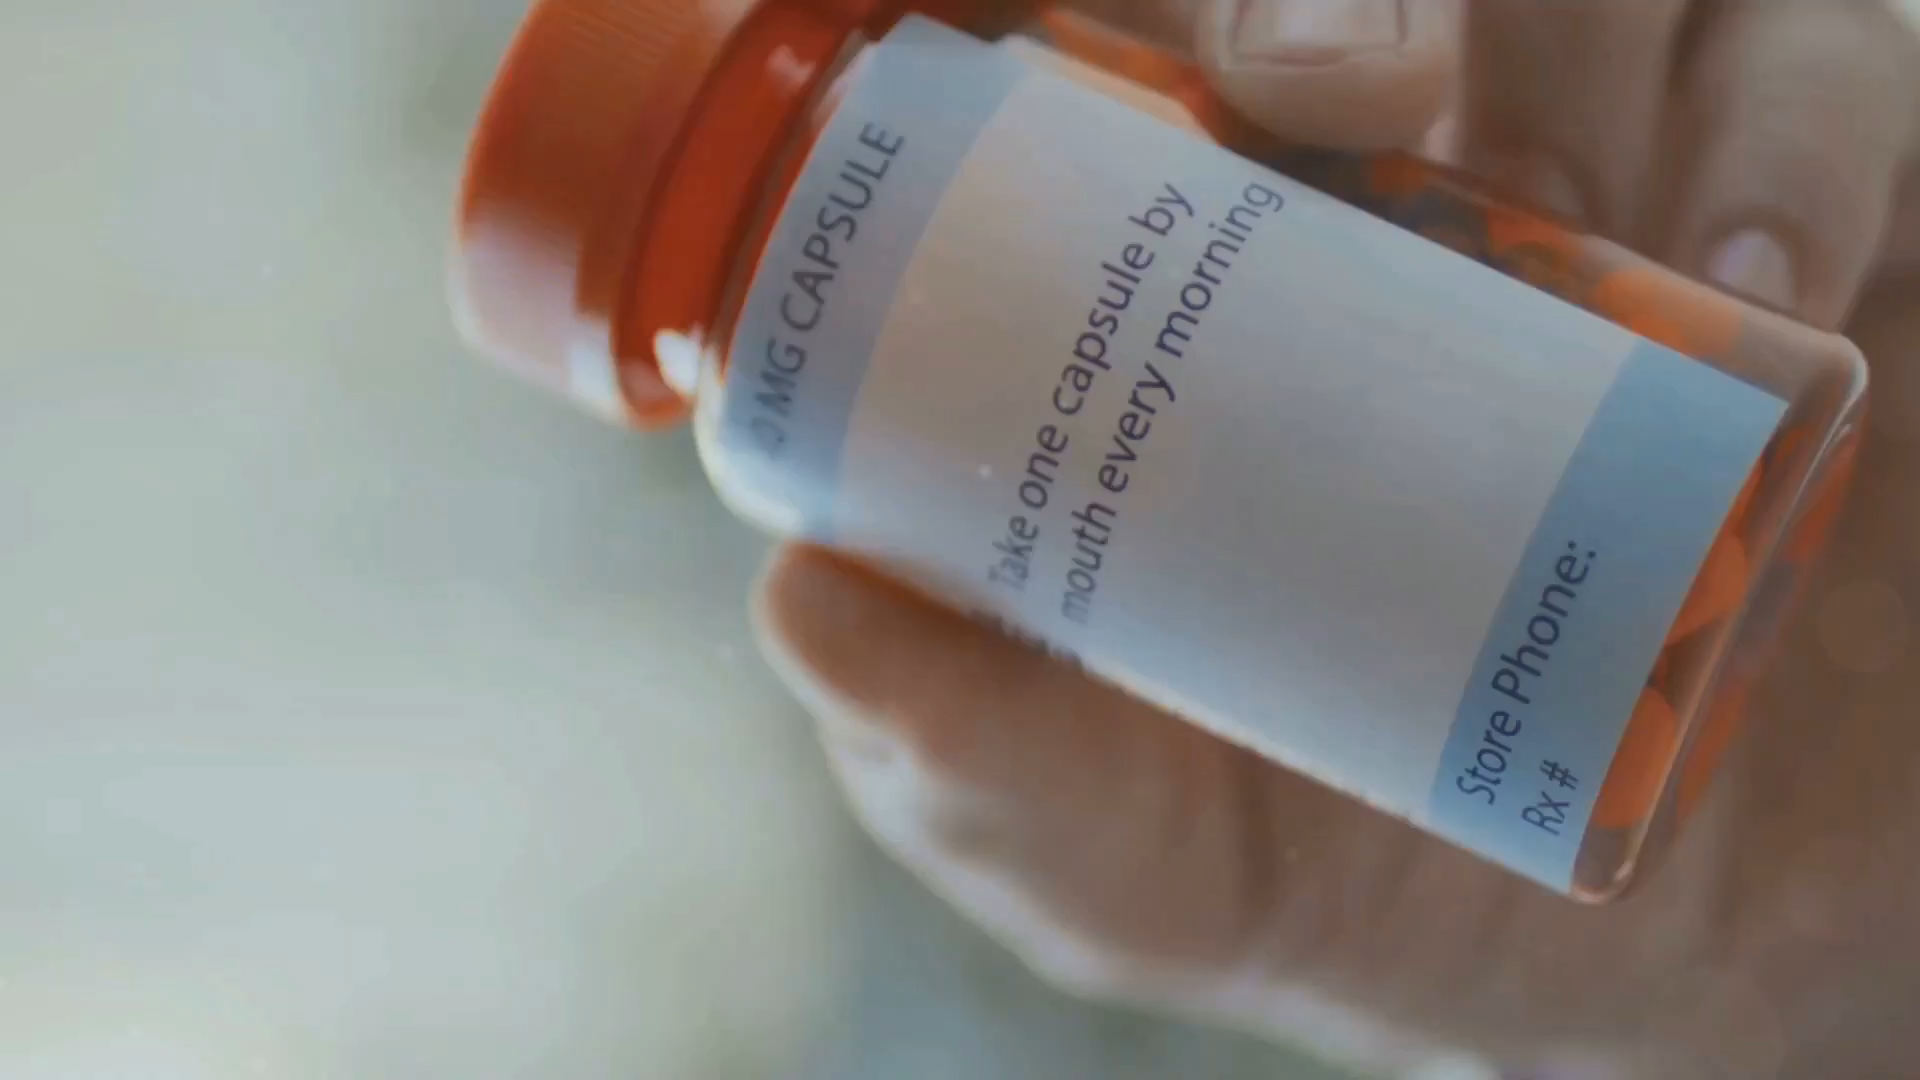 MG CAPSULE
Take one capsule by
mouth every morning
Store Phone:
Rx #